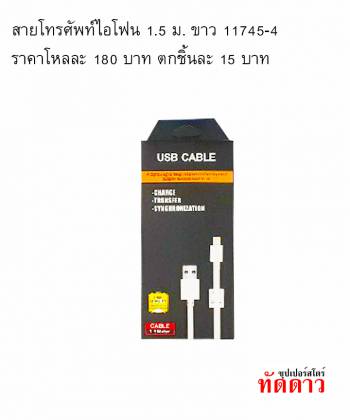 สายโทรศัพท์ไอโฟน 1.5 ม. ขาว 11745-4
ราคาโหลละ 180 บาท ตกชิ้นละ 15 บาท
USB CABLE
-CHARGE
-TRANSFER
-SYNCHRONIZATION
CABLE
ซุปเปอร์สโตร์
ทัดดาว